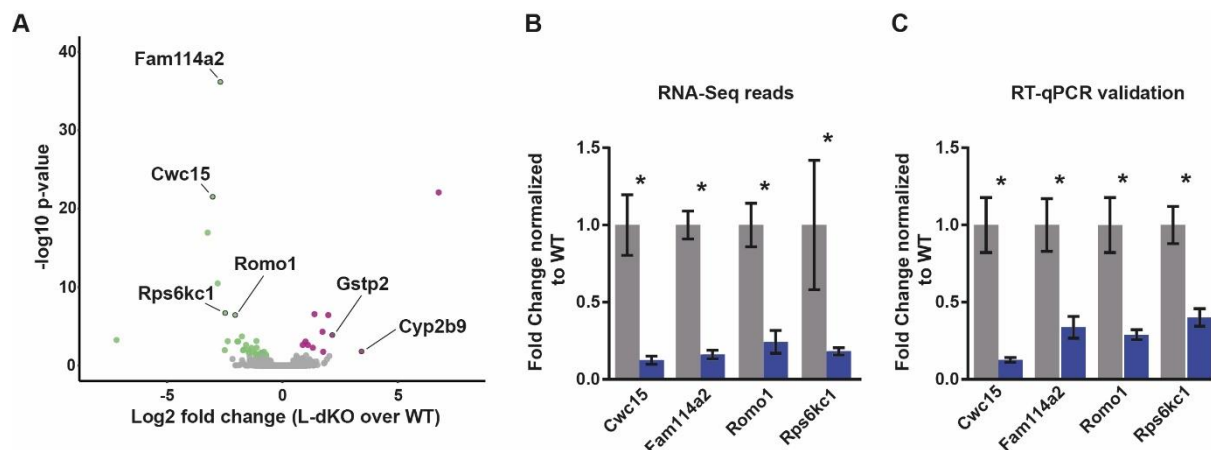 A
-log10 p-value
40
30
20
10
0
Fam114a2
Cwc15
Rps6kc1
Romo1
Gstp2
Cyp2b9
-5
0
5
Log2 fold change (L-dKO over WT)
B
RNA-Seq reads
Fold Change normalized
to WT
1.5
1.0
0.5
0.0
*
*
*
*
Cwc15
Fam114a2
Romo1
Rps6kc1
C
RT-qPCR validation
Fold Change normalized
to WT
1.5
1.0
0.5
0.0
*
*
*
*
Cwc15
Fam114a2
Romo1
Rps6kc1